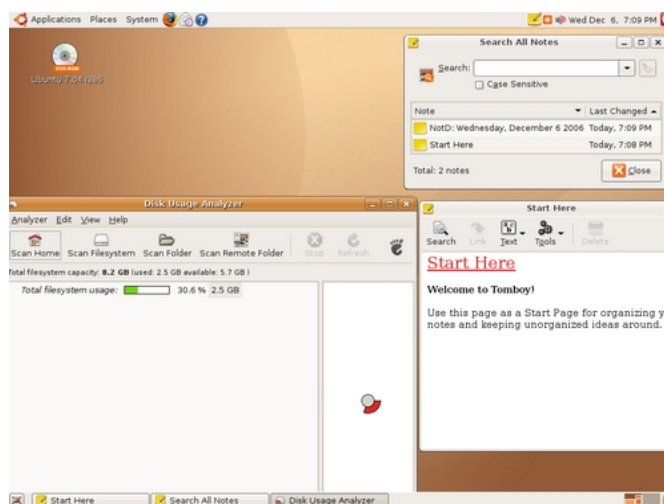 Applications Places System
Wed Dec 6, 7:09 PM
Ubuntu 7.04 i386
Search All Notes
Search:
Case Sensitive
Note Last Changed
NotD: Wednesday, December 6 2006 Today, 7:09 PM
Start Here Today, 7:08 PM
Total: 2 notes
Close
Disk Usage Analyzer
Analyzer Edit View Help
Scan Home Scan Filesystem Scan Folder Scan Remote Folder Stop Refresh
Total filesystem capacity: 8.2 GB (used: 2.5 GB available: 5.7 GB )
Total filesystem usage: 30.6 % 2.5 GB
Start Here
Search Link Text Tools Delete
Start Here
Welcome to Tomboy!
Use this page as a Start Page for organizing y
notes and keeping unorganized ideas around.
Start Here Search All Notes Disk Usage Analyzer